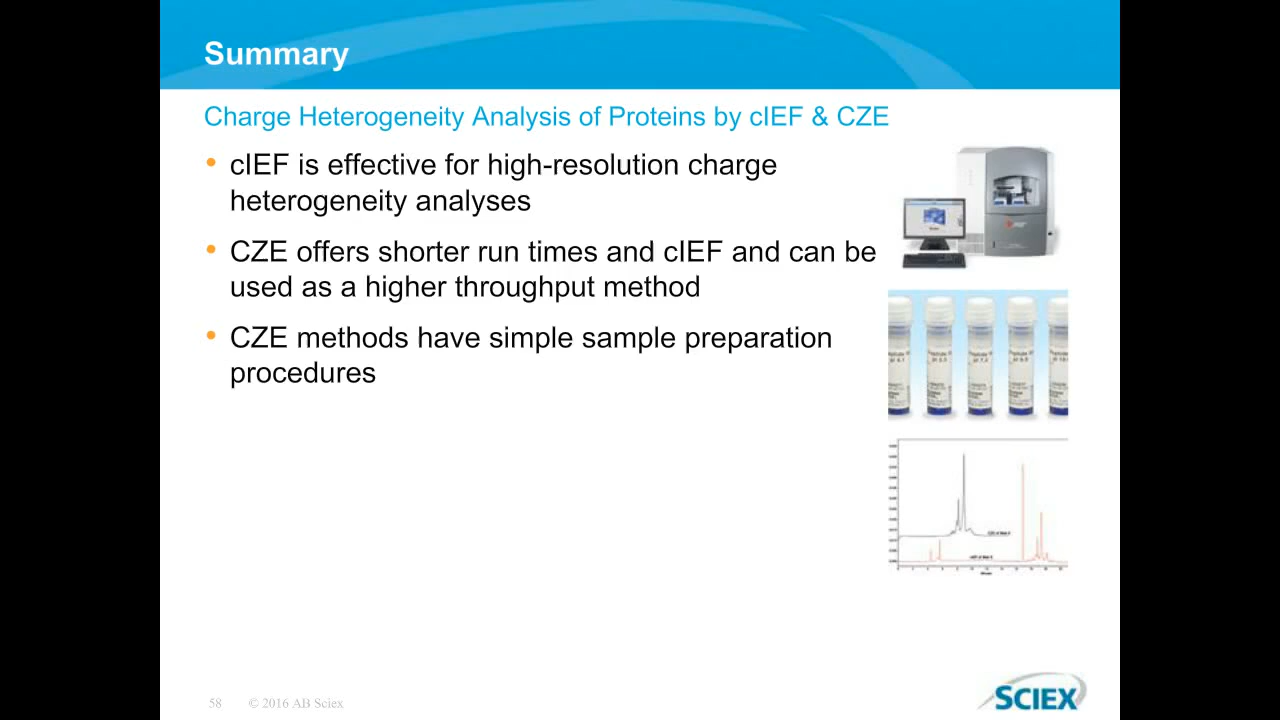 Summary
Charge Heterogeneity Analysis of Proteins by cIEF & CZE
• cIEF is effective for high-resolution charge
heterogeneity analyses
• CZE offers shorter run times and cIEF and can be
used as a higher throughput method
• CZE methods have simple sample preparation
procedures
58 © 2016 AB Sciex
SCIEX